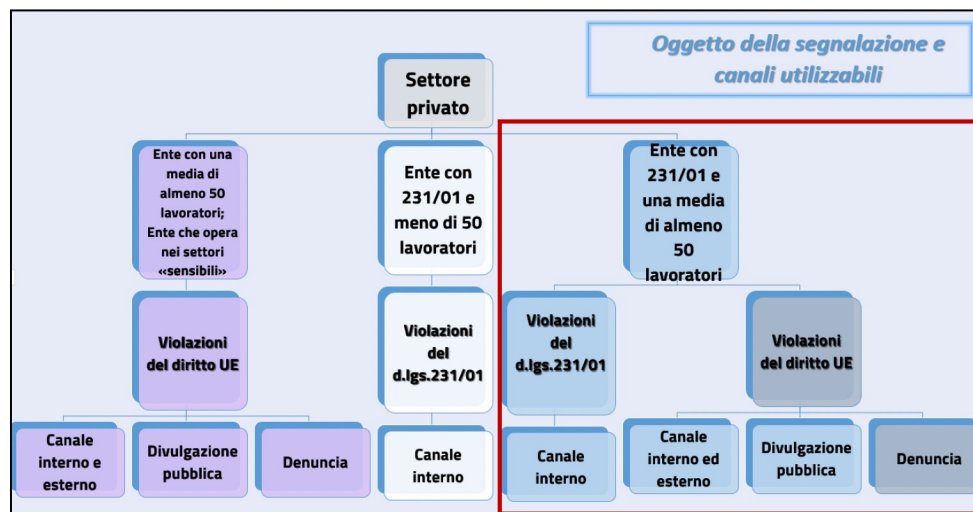 Oggetto della segnalazione e
canali utilizzabili
Settore
privato
Ente con una
media di
almeno 50
lavoratori;
Ente che opera
nei settori
«sensibili»
Ente con
231/01 e
meno di 50
lavoratori
Ente con
231/01 e
una media
di almeno
50
lavoratori
Violazioni
del diritto UE
Violazioni
del
d.lgs.231/01
Violazioni
del
d.lgs.231/01
Violazioni
del diritto UE
Canale
interno e
esterno
Divulgazione
pubblica
Denuncia
Canale
interno
Canale
interno
Canale
interno ed
esterno
Divulgazione
pubblica
Denuncia